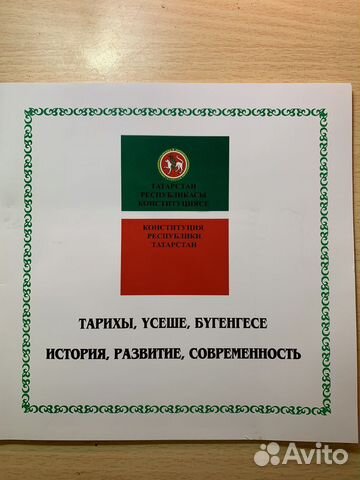 ТАТАРСТАН
РЕСПУБЛИКАСЫ
КОНСТИТУЦИЯСЕ
КОНСТИТУЦИЯ
РЕСПУБЛИКИ
ТАТАРСТАН
ТАРИХЫ, ҮСЕШЕ, БҮГЕНГЕСЕ
ИСТОРИЯ, РАЗВИТИЕ, СОВРЕМЕННОСТЬ
Avito